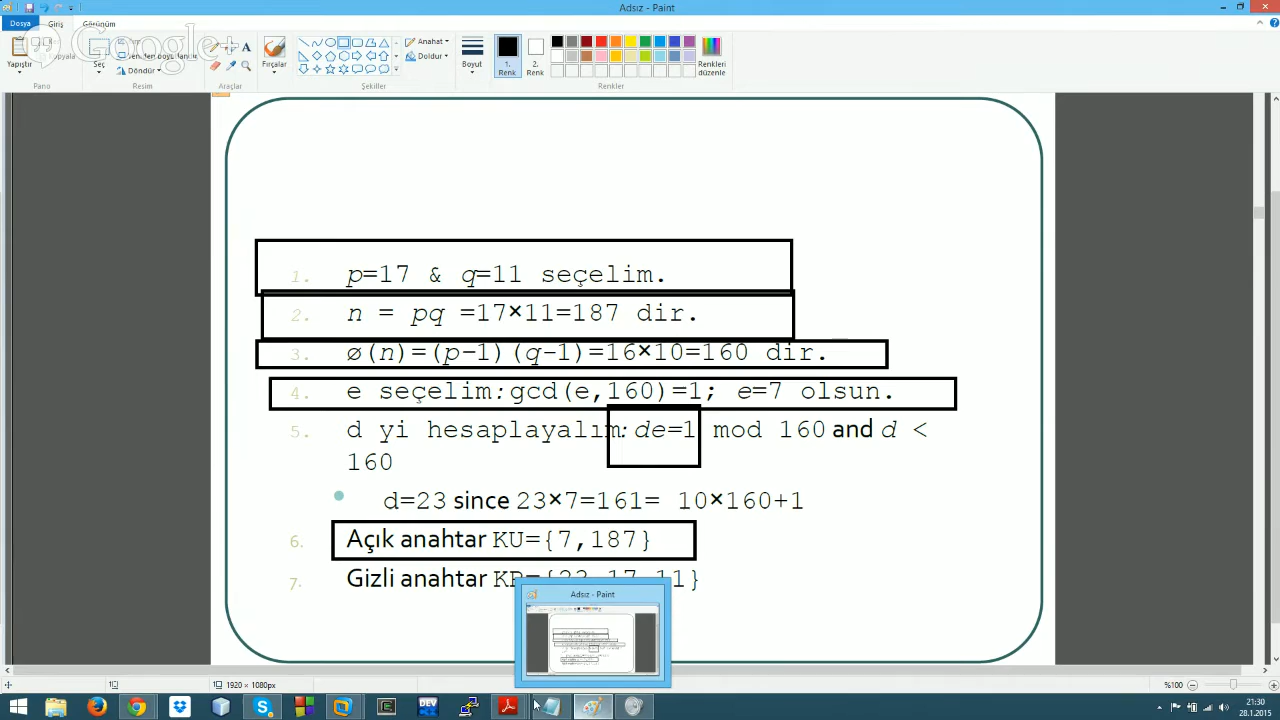 Adsız - Paint
Dosya Giriş Görünüm
Google+
Yapıştır
Seç
Döndür
Fırçalar
Anahat
Doldur
Boyut
1. Renk
2. Renk
Renkleri düzenle
Pano Resim Araçlar Şekiller Renkler
1. p=17 & q=11 seçelim.
2. n = pq =17×11=187 dir.
3. ø(n)=(p-1)(q-1)=16×10=160 dir.
4. e seçelim:gcd(e,160)=1; e=7 olsun.
5. d yi hesaplayalım:de=1 mod 160 and d <
160
d=23 since 23×7=161= 10×160+1
6. Açık anahtar KU={7,187}
7. Gizli anahtar 11}
Adsız - Paint
1920 × 1080px
%100
DEV
21:30
28.1.2015